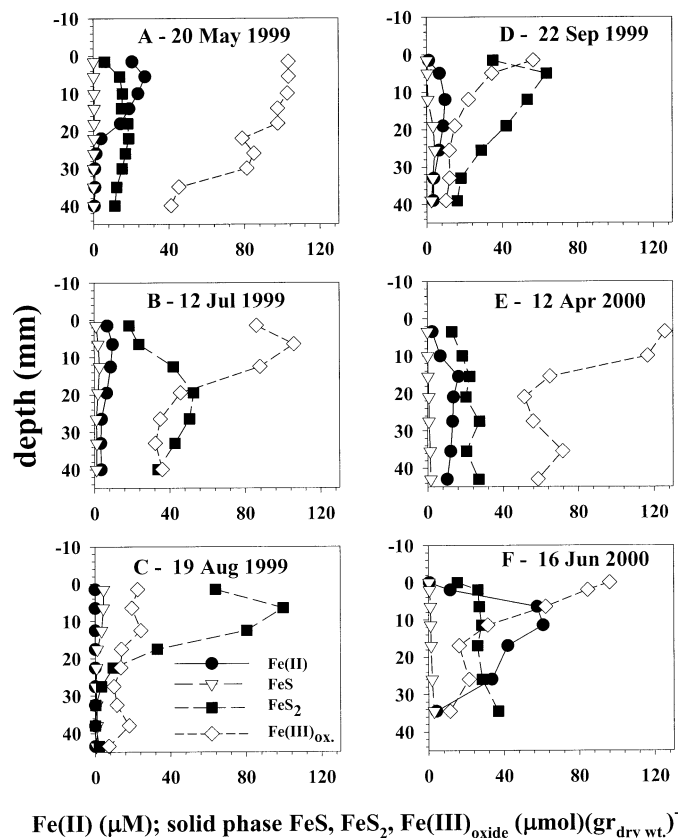 -10
0
10
20
30
40
A - 20 May 1999
0 40 80 120
-10
0
10
20
30
40
D - 22 Sep 1999
0 40 80 120
depth (mm)
-10
0
10
20
30
40
B - 12 Jul 1999
0 40 80 120
-10
0
10
20
30
40
E - 12 Apr 2000
0 40 80 120
-10
0
10
20
30
40
C - 19 Aug 1999
Fe(II)
FeS
FeS2
Fe(III)ox.
0 40 80 120
-10
0
10
20
30
40
F - 16 Jun 2000
0 40 80 120
Fe(II) (μM); solid phase FeS, FeS2, Fe(III)oxide (μmol)(gr dry wt.)-